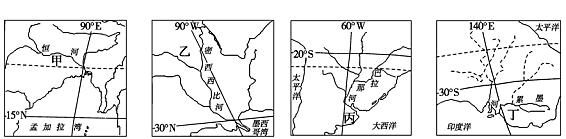 90°E
恒河
甲
15°N
孟加拉湾
90°W
乙
密西西比河
30°N
墨西哥湾
60°W
20°S
太平洋
巴拉那河
丙
大西洋
140°E
太平洋
30°S
墨累河
丁
印度洋